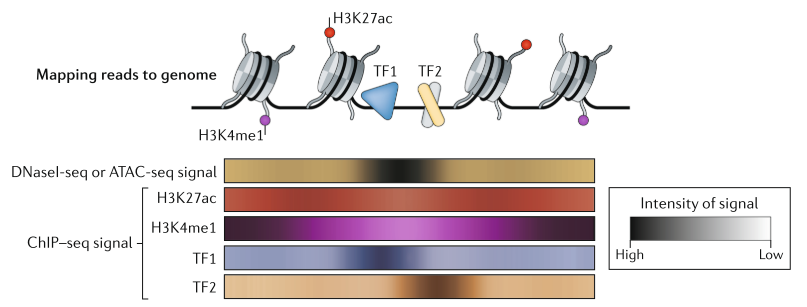 H3K27ac
Mapping reads to genome
TF1
TF2
H3K4me1
DNaseI-seq or ATAC-seq signal
H3K27ac
ChIP–seq signal
H3K4me1
TF1
TF2
Intensity of signal
High
Low